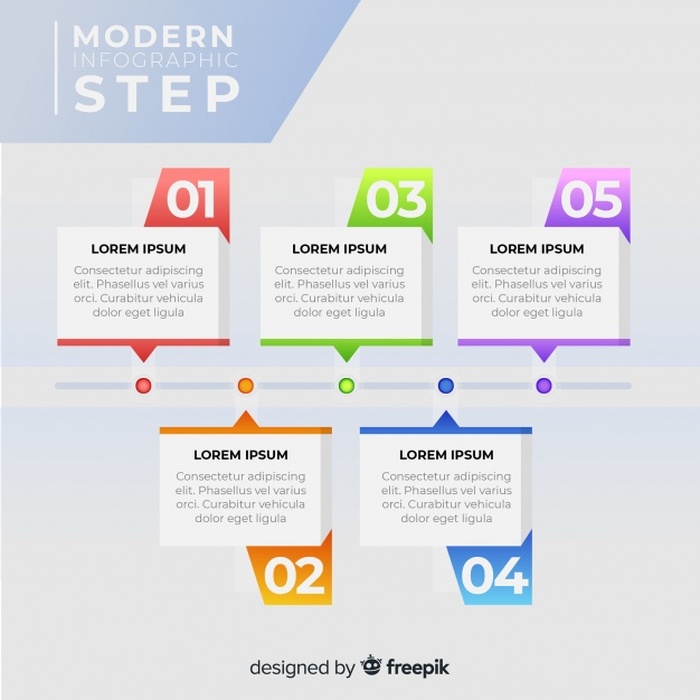 MODERN
INFOGRAPHIC
STEP
01
LOREM IPSUM
Consectetur adipiscing
elit. Phasellus vel varius
orci. Curabitur vehicula
dolor eget ligula
02
LOREM IPSUM
Consectetur adipiscing
elit. Phasellus vel varius
orci. Curabitur vehicula
dolor eget ligula
03
LOREM IPSUM
Consectetur adipiscing
elit. Phasellus vel varius
orci. Curabitur vehicula
dolor eget ligula
04
LOREM IPSUM
Consectetur adipiscing
elit. Phasellus vel varius
orci. Curabitur vehicula
dolor eget ligula
05
LOREM IPSUM
Consectetur adipiscing
elit. Phasellus vel varius
orci. Curabitur vehicula
dolor eget ligula
designed by freepik